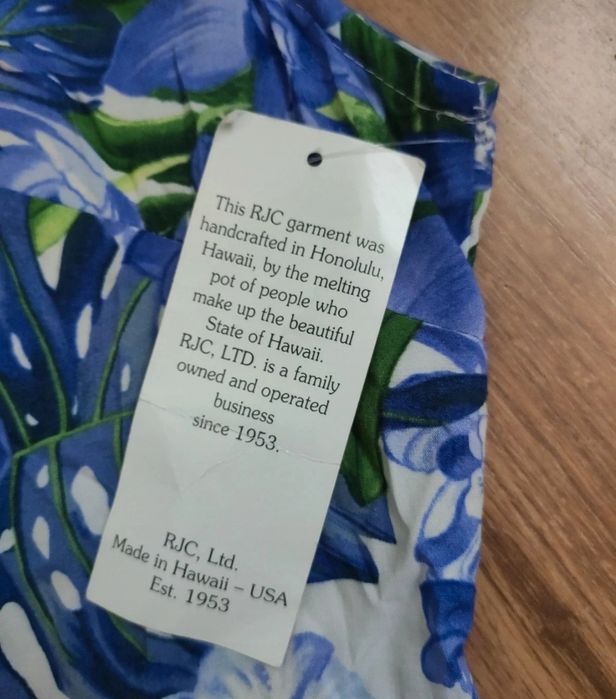 This RJC garment was
handcrafted in Honolulu,
Hawaii, by the melting
pot of people who
make up the beautiful
State of Hawaii.
RJC, LTD. is a family
owned and operated
business
since 1953.
RJC, Ltd.
Made in Hawaii – USA
Est. 1953